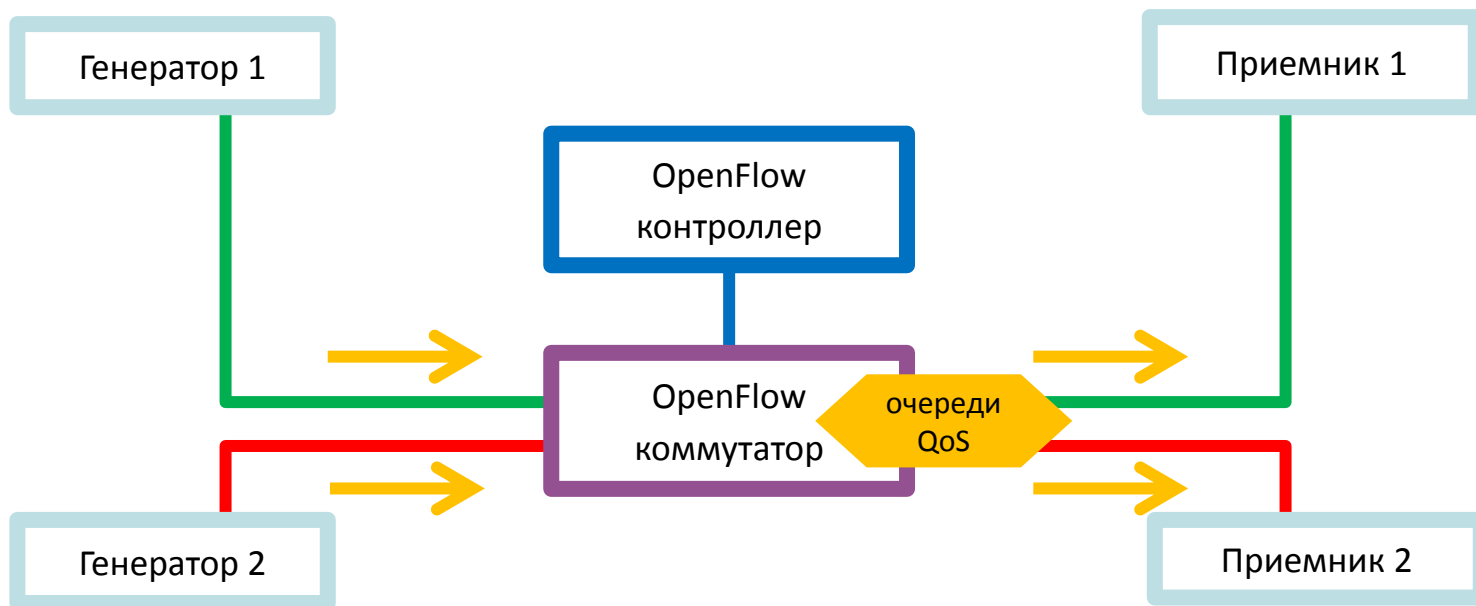 Генератор 1
Приемник 1
OpenFlow
контроллер
OpenFlow
коммутатор
очереди
QoS
Генератор 2
Приемник 2